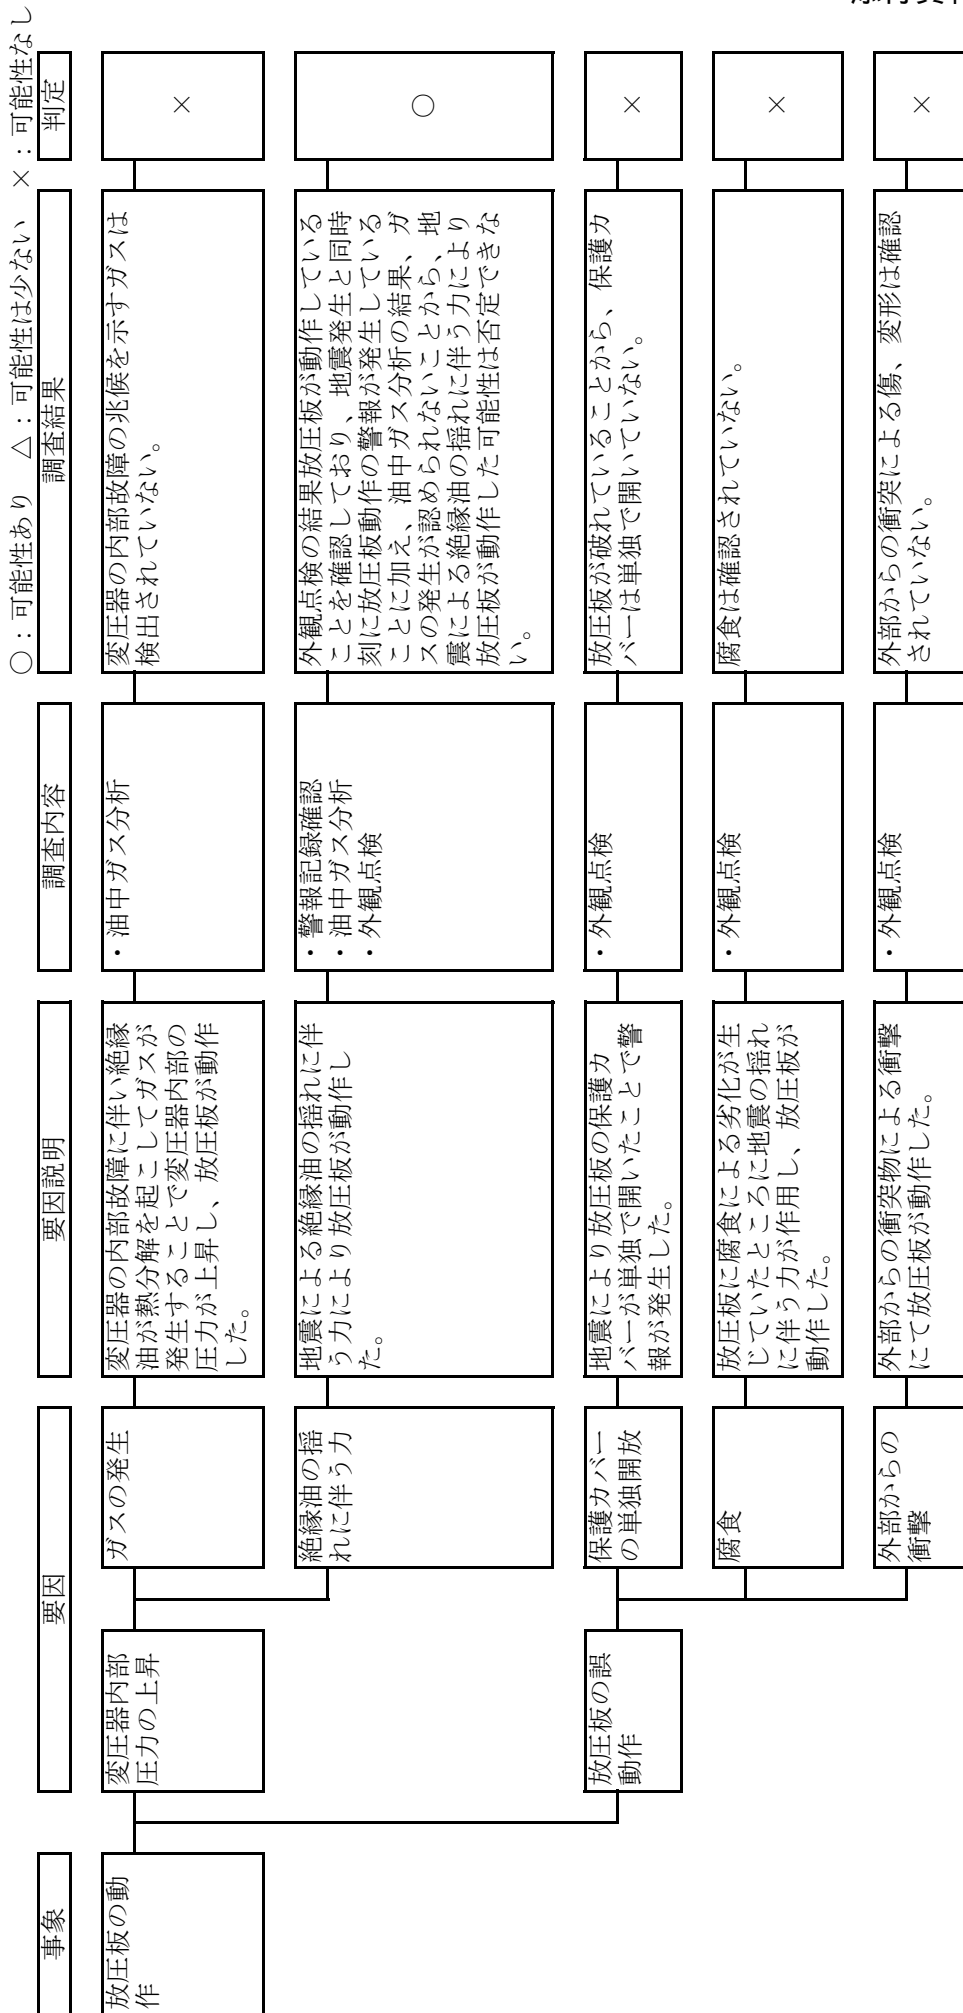 ○：可能性あり　△：可能性は少ない　×：可能性なし
事象
要因
要因説明
調査内容
調査結果
判定
放圧板の動
作
変圧器内部
圧力の上昇
ガスの発生
変圧器の内部故障に伴い絶縁
油が熱分解を起こしてガスが
発生することで変圧器内部の
圧力が上昇し、放圧板が動作
した。
・油中ガス分析
変圧器の内部故障の兆候を示すガスは
検出されていない。
×
絶縁油の揺
れに伴う力
地震による絶縁油の揺れに伴
う力により放圧板が動作し
た。
・警報記録確認
・油中ガス分析
・外観点検
外観点検の結果放圧板が動作している
ことを確認しており、地震発生と同時
刻に放圧板動作の警報が発生している
ことに加え、油中ガス分析の結果、ガ
スの発生が認められないことから、地
震による絶縁油の揺れに伴う力により
放圧板が動作した可能性は否定できな
い。
○
放圧板の誤
動作
保護カバー
の単独開放
地震により放圧板の保護カ
バーが単独で開いたことで警
報が発生した。
・外観点検
放圧板が破れていることから、保護カ
バーは単独で開いていない。
×
腐食
放圧板に腐食による劣化が生
じていたところに地震の揺れ
に伴う力が作用し、放圧板が
動作した。
・外観点検
腐食は確認されていない。
×
外部からの
衝撃
外部からの衝突物による衝撃
にて放圧板が動作した。
・外観点検
外部からの衝突による傷、変形は確認
されていない。
×